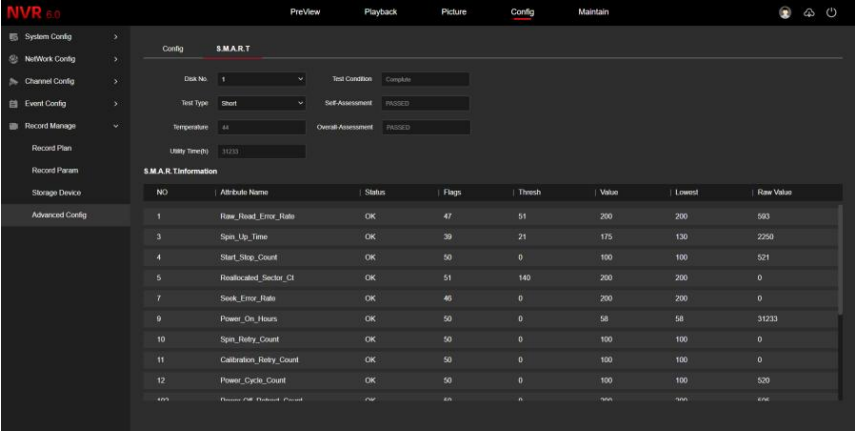 NVR 6.0 PreView Playback Picture Config Maintain
System Config
NetWork Config
Channel Config
Event Config
Record Manage
Record Plan
Record Param
Storage Device
Advanced Config
Config S.M.A.R.T
Disk No. 1 Test Condition Complete
Test Type Short Self-Assessment PASSED
Temperature 44 Overall-Assessment PASSED
Utility Time(h) 31233
S.M.A.R.T.Information
NO Attribute Name Status Flags Thresh Value Lowest Raw Value
1 Raw_Read_Error_Rate OK 47 51 200 200 593
3 Spin_Up_Time OK 39 21 175 130 2250
4 Start_Stop_Count OK 50 0 100 100 521
5 Reallocated_Sector_Ct OK 51 140 200 200 0
7 Seek_Error_Rate OK 46 0 200 200 0
9 Power_On_Hours OK 50 0 58 58 31233
10 Spin_Retry_Count OK 50 0 100 100 0
11 Calibration_Retry_Count OK 50 0 100 100 0
12 Power_Cycle_Count OK 50 0 100 100 520